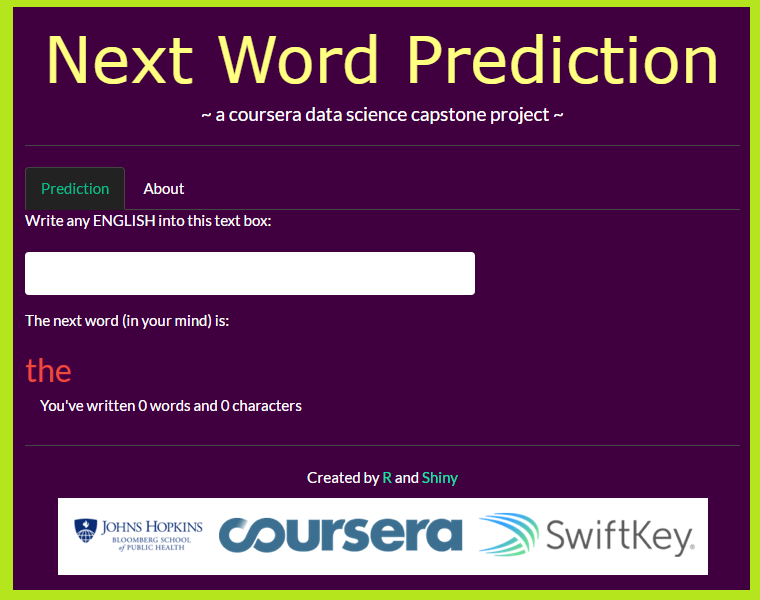 Next Word Prediction
~ a coursera data science capstone project ~
Prediction About
Write any ENGLISH into this text box:
The next word (in your mind) is:
the
You've written 0 words and 0 characters
Created by R and Shiny
JOHNS HOPKINS
BLOOMBERG SCHOOL
of PUBLIC HEALTH
coursera
SwiftKey.